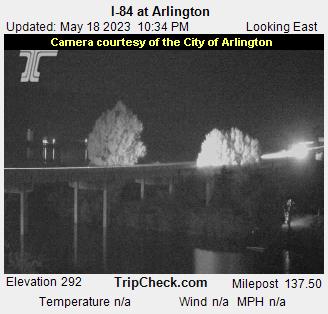 I-84 at Arlington
Updated: May 18 2023 10:34 PM Looking East
Camera courtesy of the City of Arlington
Elevation 292 TripCheck.com Milepost 137.50
Temperature n/a Wind n/a MPH n/a